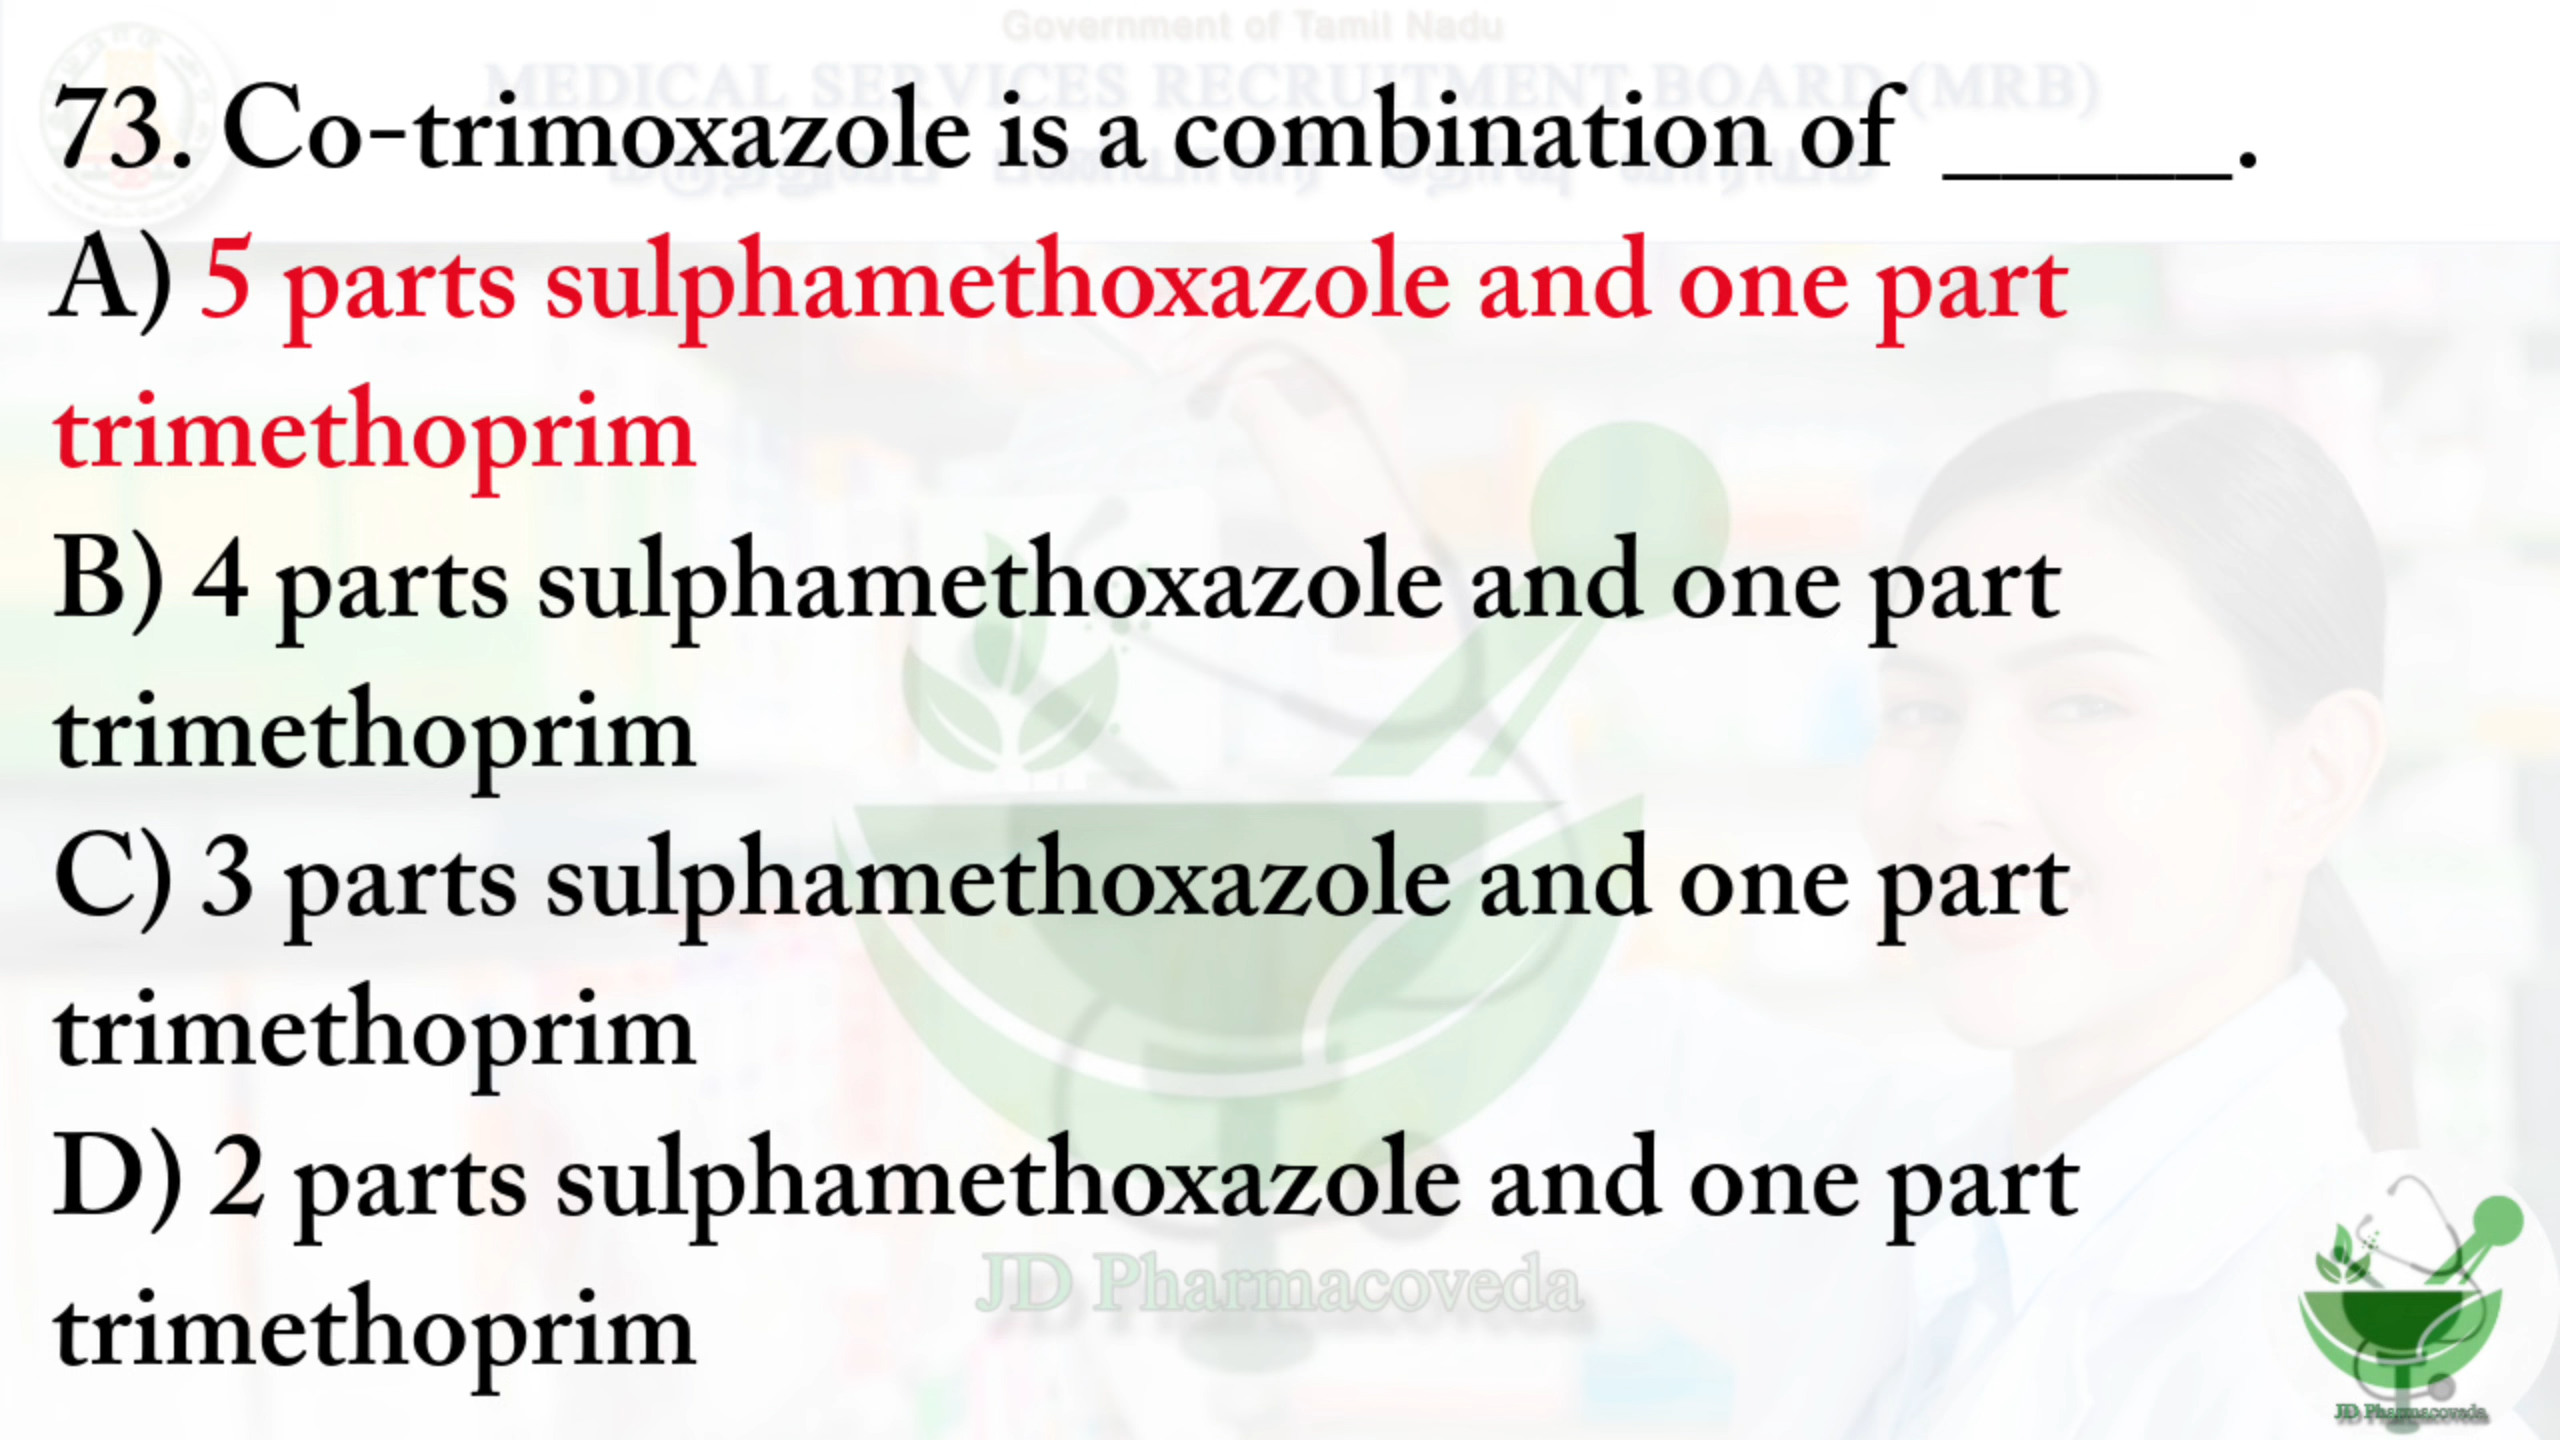 Government of Tamil Nadu
MEDICAL SERVICES RECRUITMENT BOARD (MRB)
73. Co-trimoxazole is a combination of _____.
A) 5 parts sulphamethoxazole and one part
trimethoprim
B) 4 parts sulphamethoxazole and one part
trimethoprim
C) 3 parts sulphamethoxazole and one part
trimethoprim
D) 2 parts sulphamethoxazole and one part
trimethoprim
JD Pharmacoveda
JD Pharmacoveda